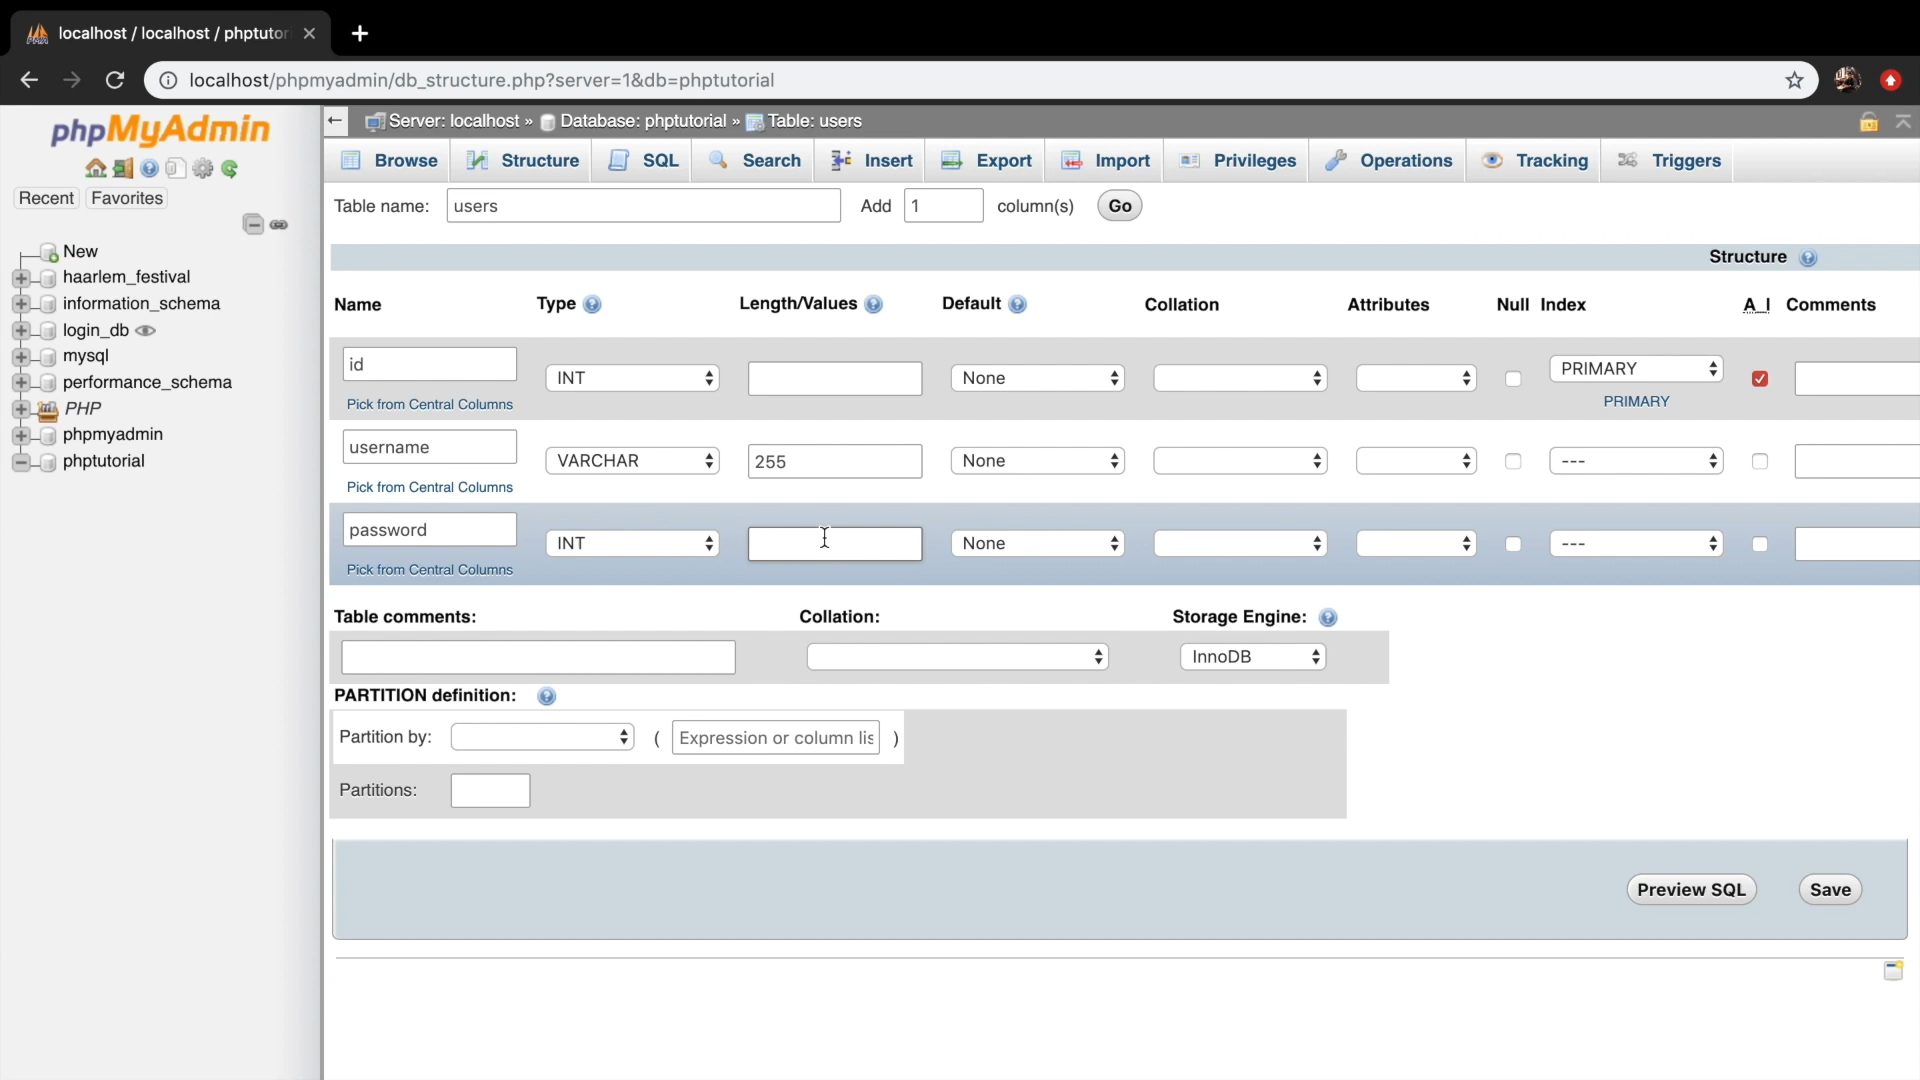 localhost / localhost / phptutor
localhost/phpmyadmin/db_structure.php?server=1&db=phptutorial
phpMyAdmin
Recent Favorites
New
haarlem_festival
information_schema
login_db
mysql
performance_schema
PHP
phpmyadmin
phptutorial
Server: localhost » Database: phptutorial » Table: users
Browse Structure SQL Search Insert Export Import Privileges Operations Tracking Triggers
Table name: users Add 1 column(s) Go
Structure
Name Type Length/Values Default Collation Attributes Null Index A_I Comments
id INT None PRIMARY
Pick from Central Columns PRIMARY
username VARCHAR 255 None ---
Pick from Central Columns
password INT None ---
Pick from Central Columns
Table comments: Collation: Storage Engine:
InnoDB
PARTITION definition:
Partition by: ( Expression or column lis )
Partitions:
Preview SQL Save